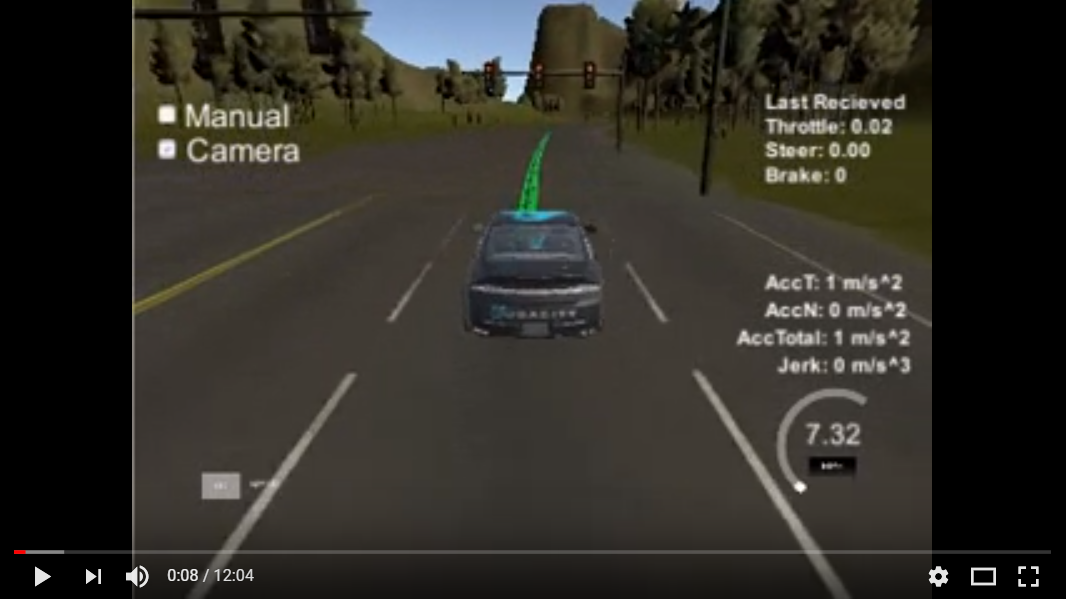 Manual
Camera
Last Recieved
Throttle: 0.02
Steer: 0.00
Brake: 0
UDACITY
AccT: 1 m/s^2
AccN: 0 m/s^2
AccTotal: 1 m/s^2
Jerk: 0 m/s^3
7.32
0:08 / 12:04